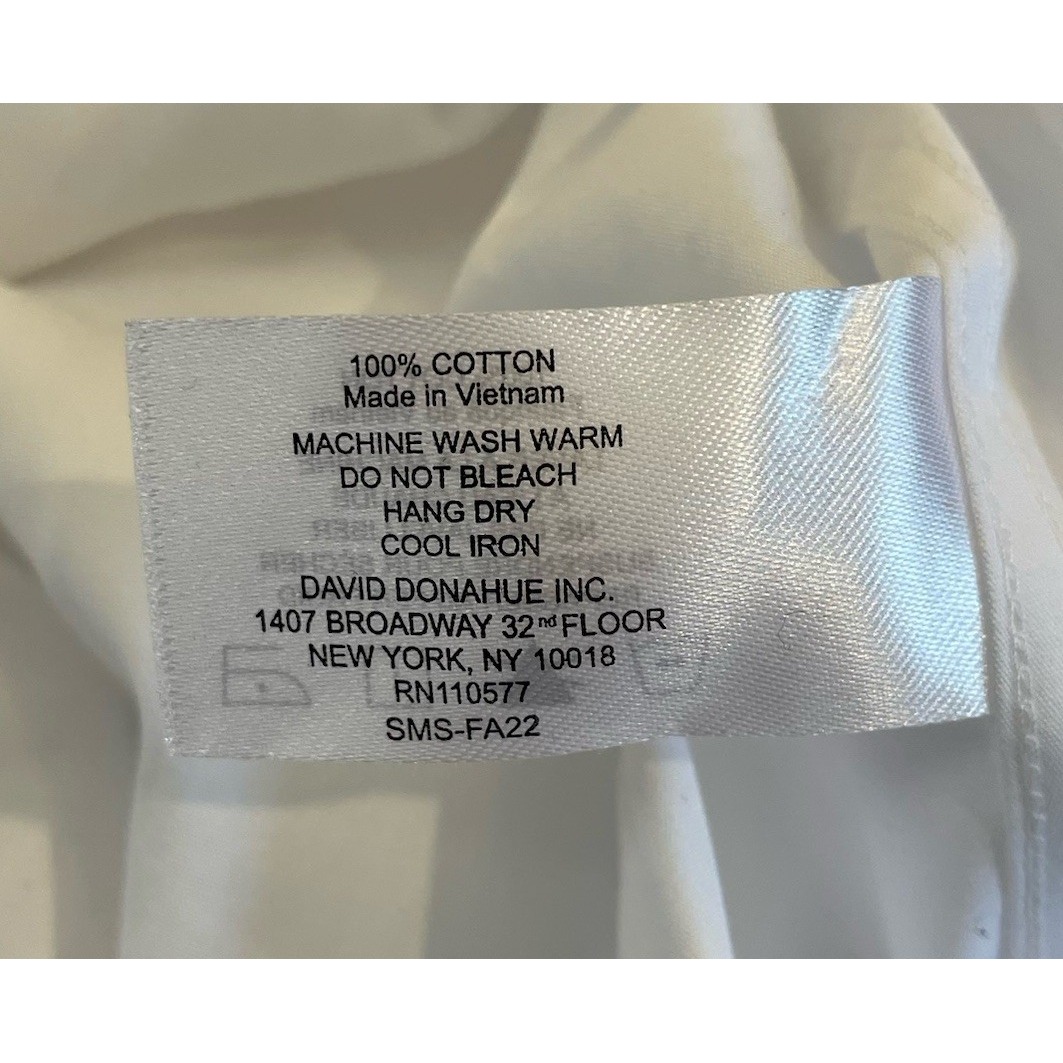 100% COTTON
Made in Vietnam
MACHINE WASH WARM
DO NOT BLEACH
HANG DRY
COOL IRON
DAVID DONAHUE INC.
1407 BROADWAY 32nd FLOOR
NEW YORK, NY 10018
RN110577
SMS-FA22